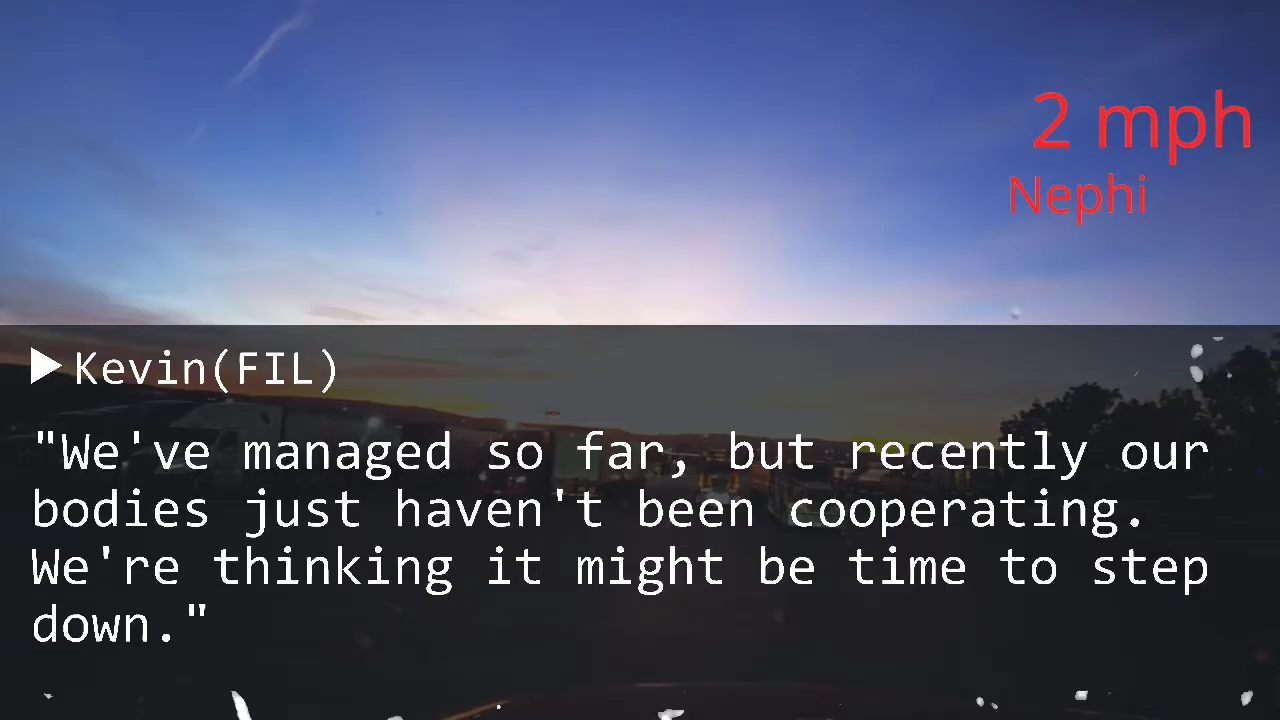 2 mph
Nephi
▶Kevin(FIL)
"We've managed so far, but recently our
bodies just haven't been cooperating.
We're thinking it might be time to step
down."